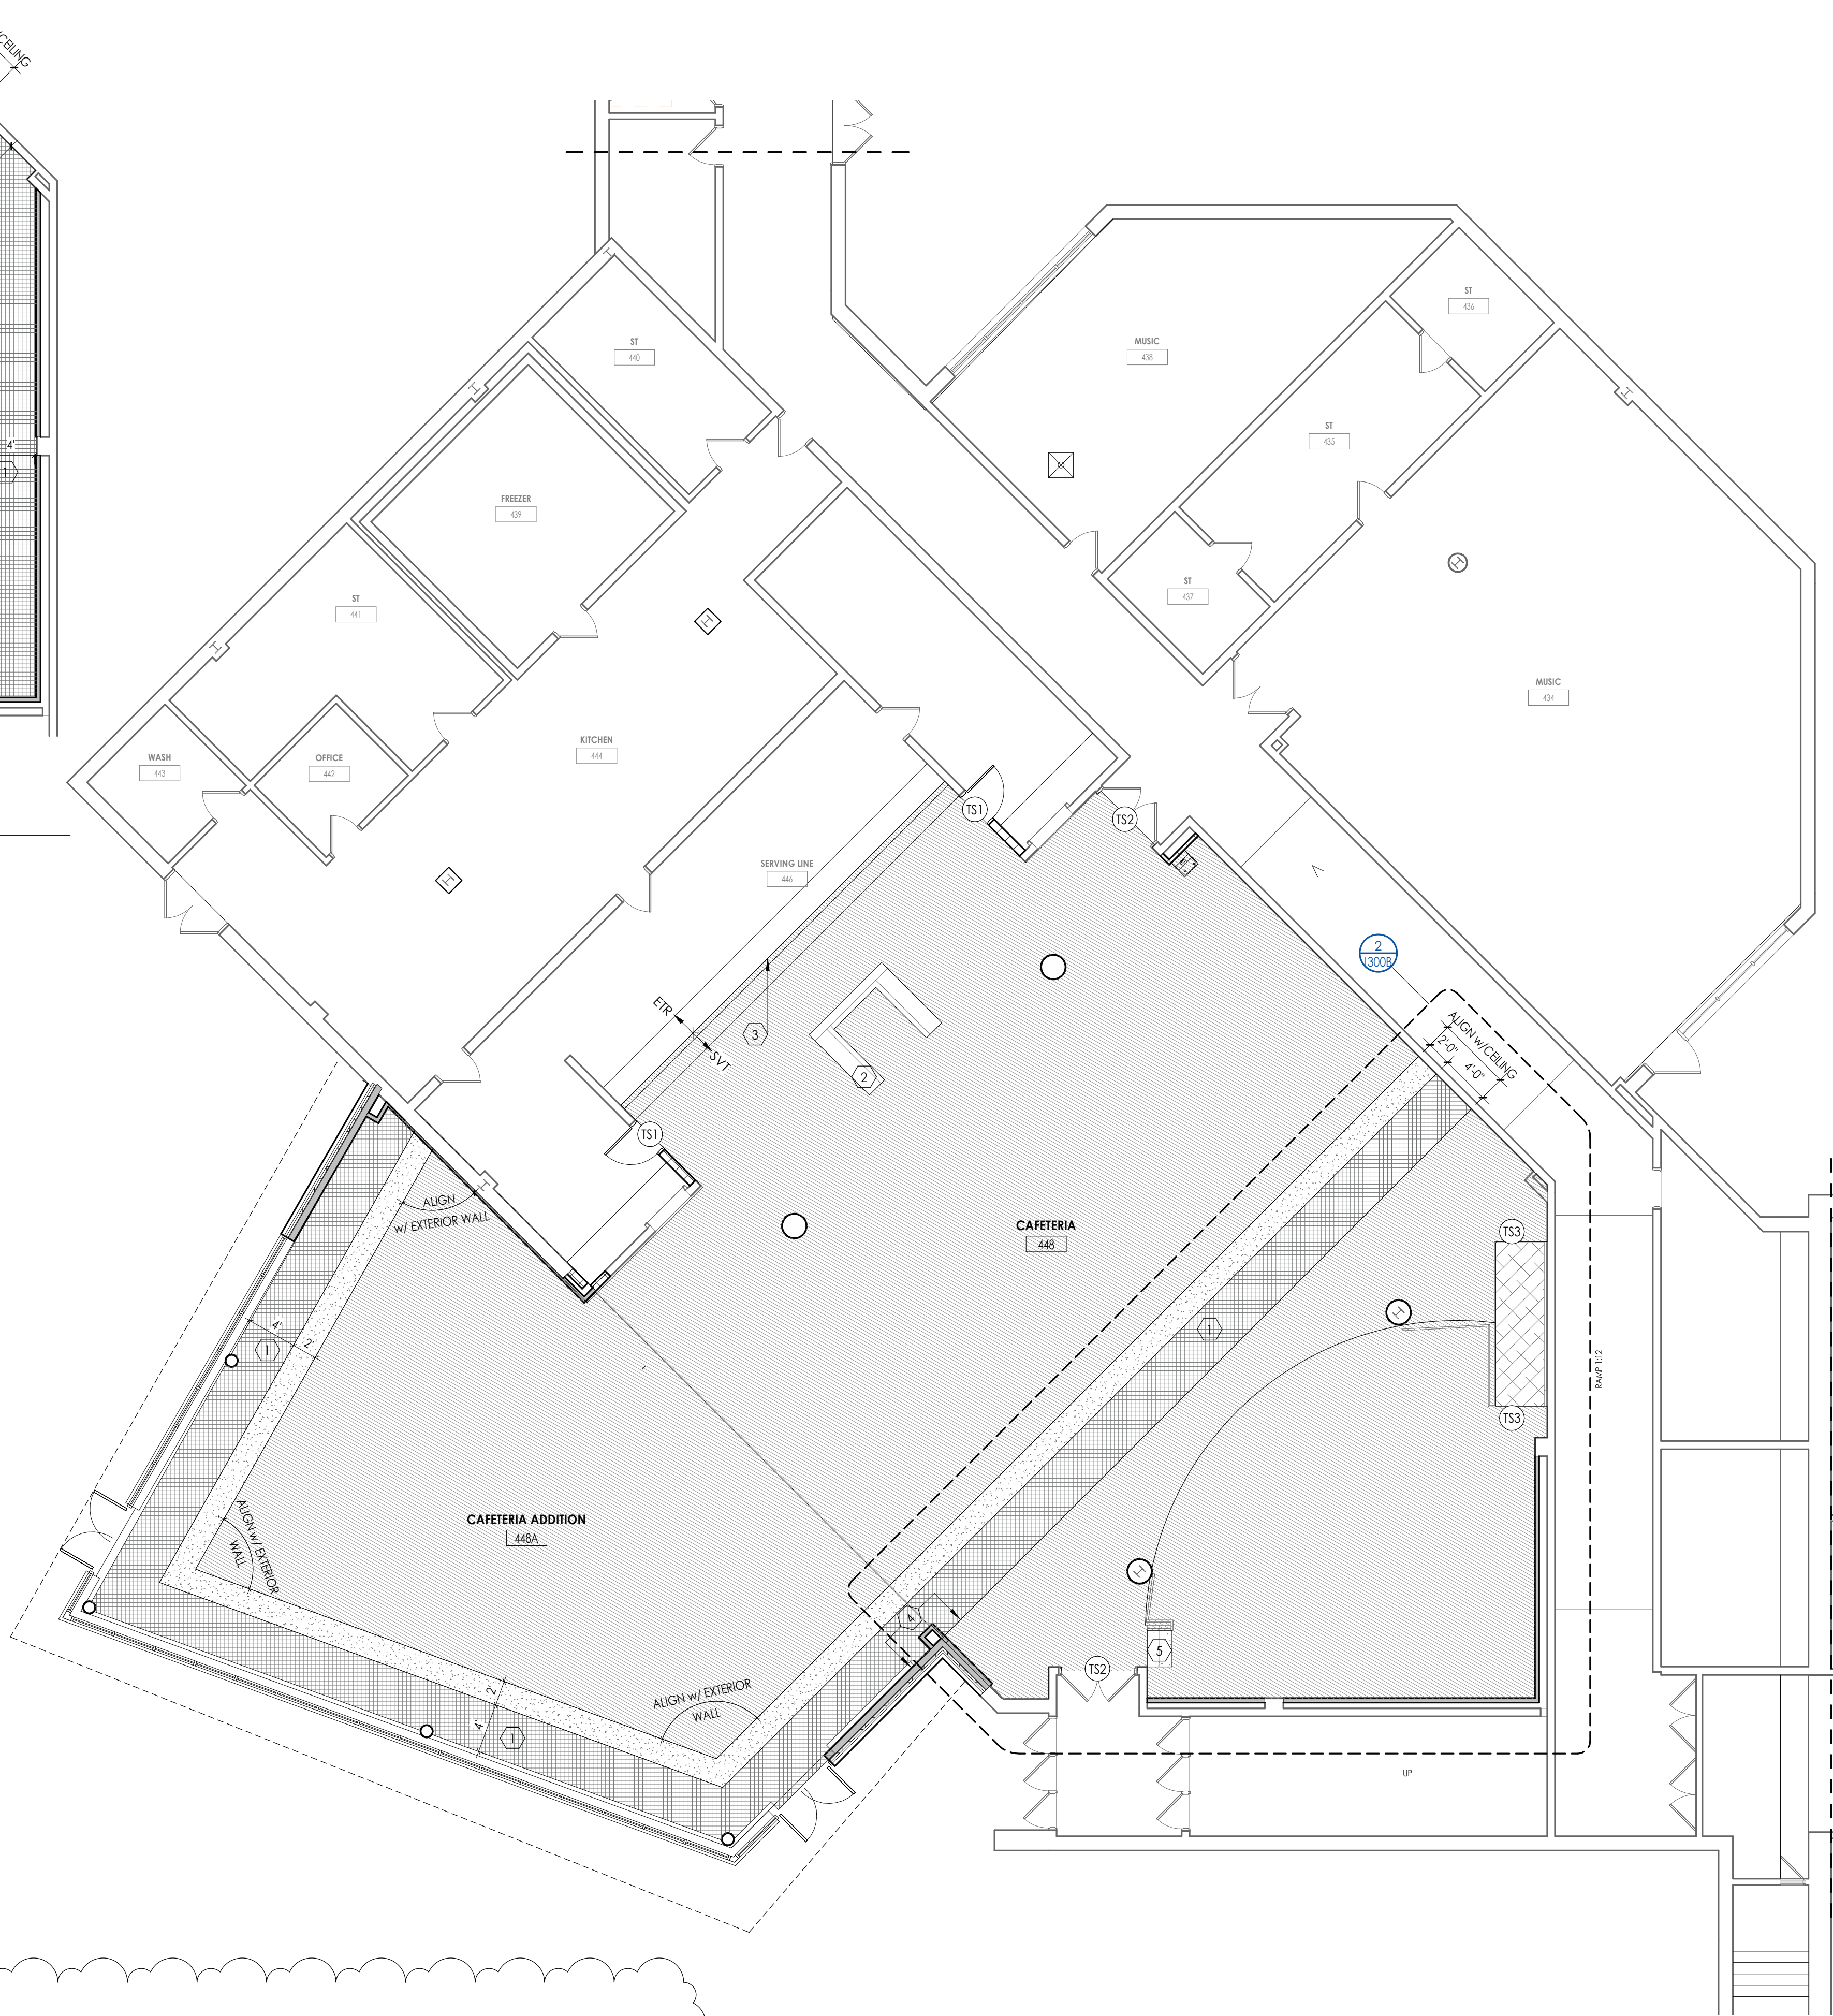 /CEILING
4'
1
ST
440
MUSIC
438
ST
436
ST
435
FREEZER
439
ST
441
ST
437
MUSIC
434
KITCHEN
444
WASH
443
OFFICE
442
TS1
TS2
SERVING LINE
446
2
I300B
ETR
SVT
3
2
ALIGN w/CEILING
2'-0"
4'-0"
TS1
ALIGN
w/ EXTERIOR WALL
CAFETERIA
448
TS3
4'
2'
1
1
RAMP 1:12
TS3
CAFETERIA ADDITION
448A
ALIGN w/ EXTERIOR
WALL
4
5
TS2
ALIGN w/ EXTERIOR
WALL
2'
4'
1
UP